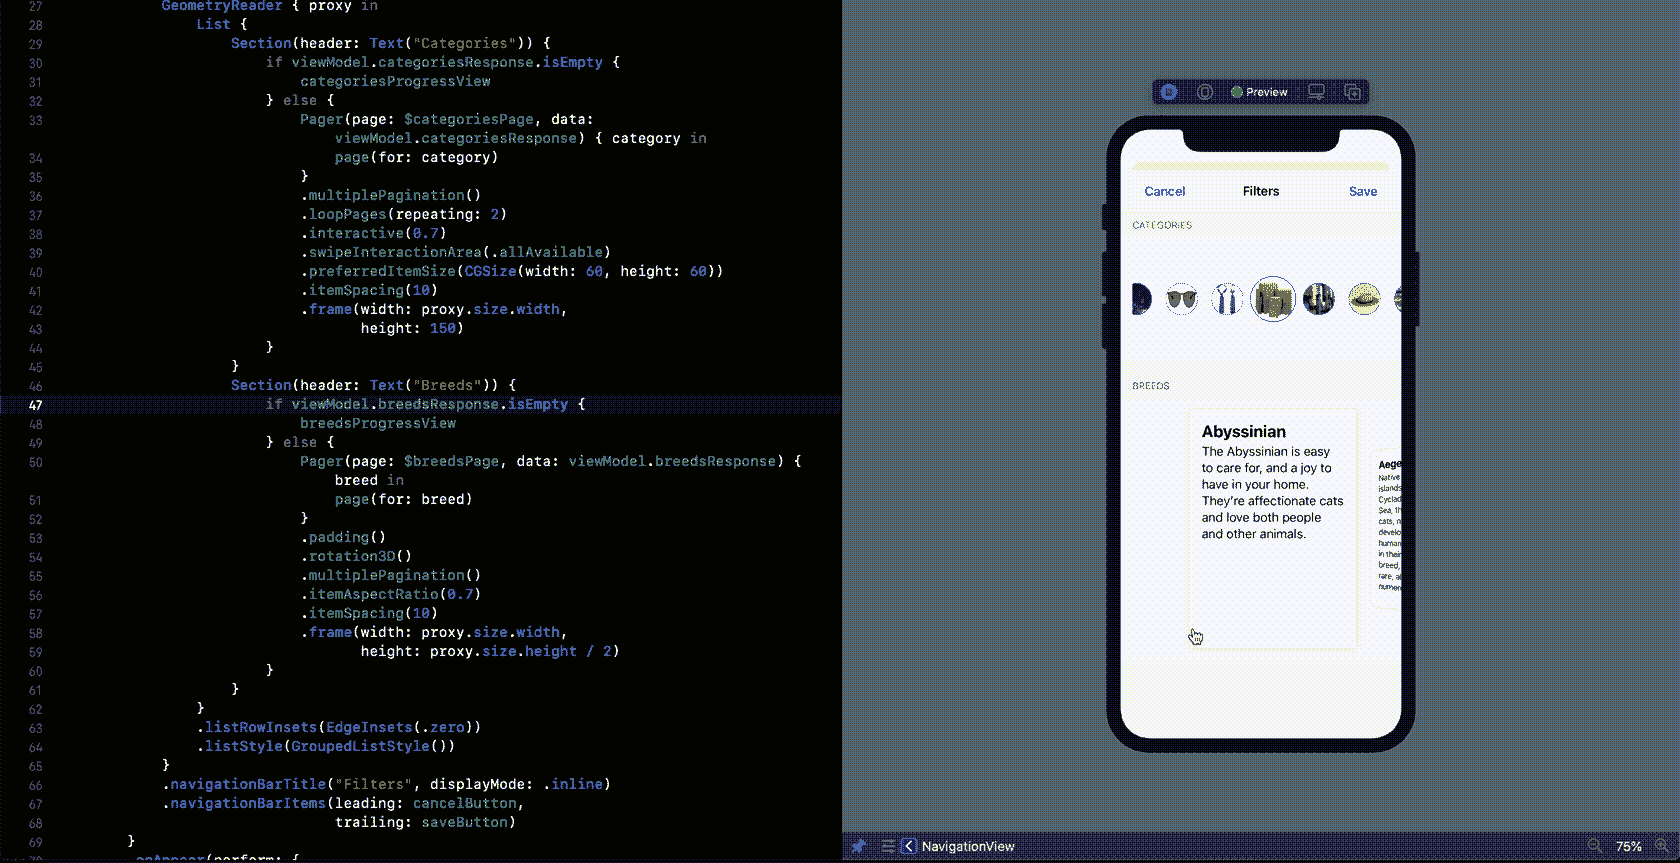 27 GeometryReader { proxy in
28 List {
29 Section(header: Text("Categories")) {
30 if viewModel.categoriesResponse.isEmpty {
31 categoriesProgressView
32 } else {
33 Pager(page: $categoriesPage, data:
viewModel.categoriesResponse) { category in
34 page(for: category)
35 }
36 .multiplePagination()
37 .loopPages(repeating: 2)
38 .interactive(0.7)
39 .swipeInteractionArea(.allAvailable)
40 .preferredItemSize(CGSize(width: 60, height: 60))
41 .itemSpacing(10)
42 .frame(width: proxy.size.width,
43 height: 150)
44 }
45 }
46 Section(header: Text("Breeds")) {
47 if viewModel.breedsResponse.isEmpty {
48 breedsProgressView
49 } else {
50 Pager(page: $breedsPage, data: viewModel.breedsResponse) {
breed in
51 page(for: breed)
52 }
53 .padding()
54 .rotation3D()
55 .multiplePagination()
56 .itemAspectRatio(0.7)
57 .itemSpacing(10)
58 .frame(width: proxy.size.width,
59 height: proxy.size.height / 2)
60 }
61 }
62 }
63 .listRowInsets(EdgeInsets(.zero))
64 .listStyle(GroupedListStyle())
65 }
66 .navigationBarTitle("Filters", displayMode: .inline)
67 .navigationBarItems(leading: cancelButton,
68 trailing: saveButton)
69 }
70 .onAppear(perform: {
Preview
Cancel Filters Save
CATEGORIES
BREEDS
Abyssinian
The Abyssinian is easy
to care for, and a joy to
have in your home.
They're affectionate cats
and love both people
and other animals.
Aege
Native
islands
Cyclad
Sea, th
cats, n
develo
human
in their
breed,
rare, al
numero
NavigationView
75%